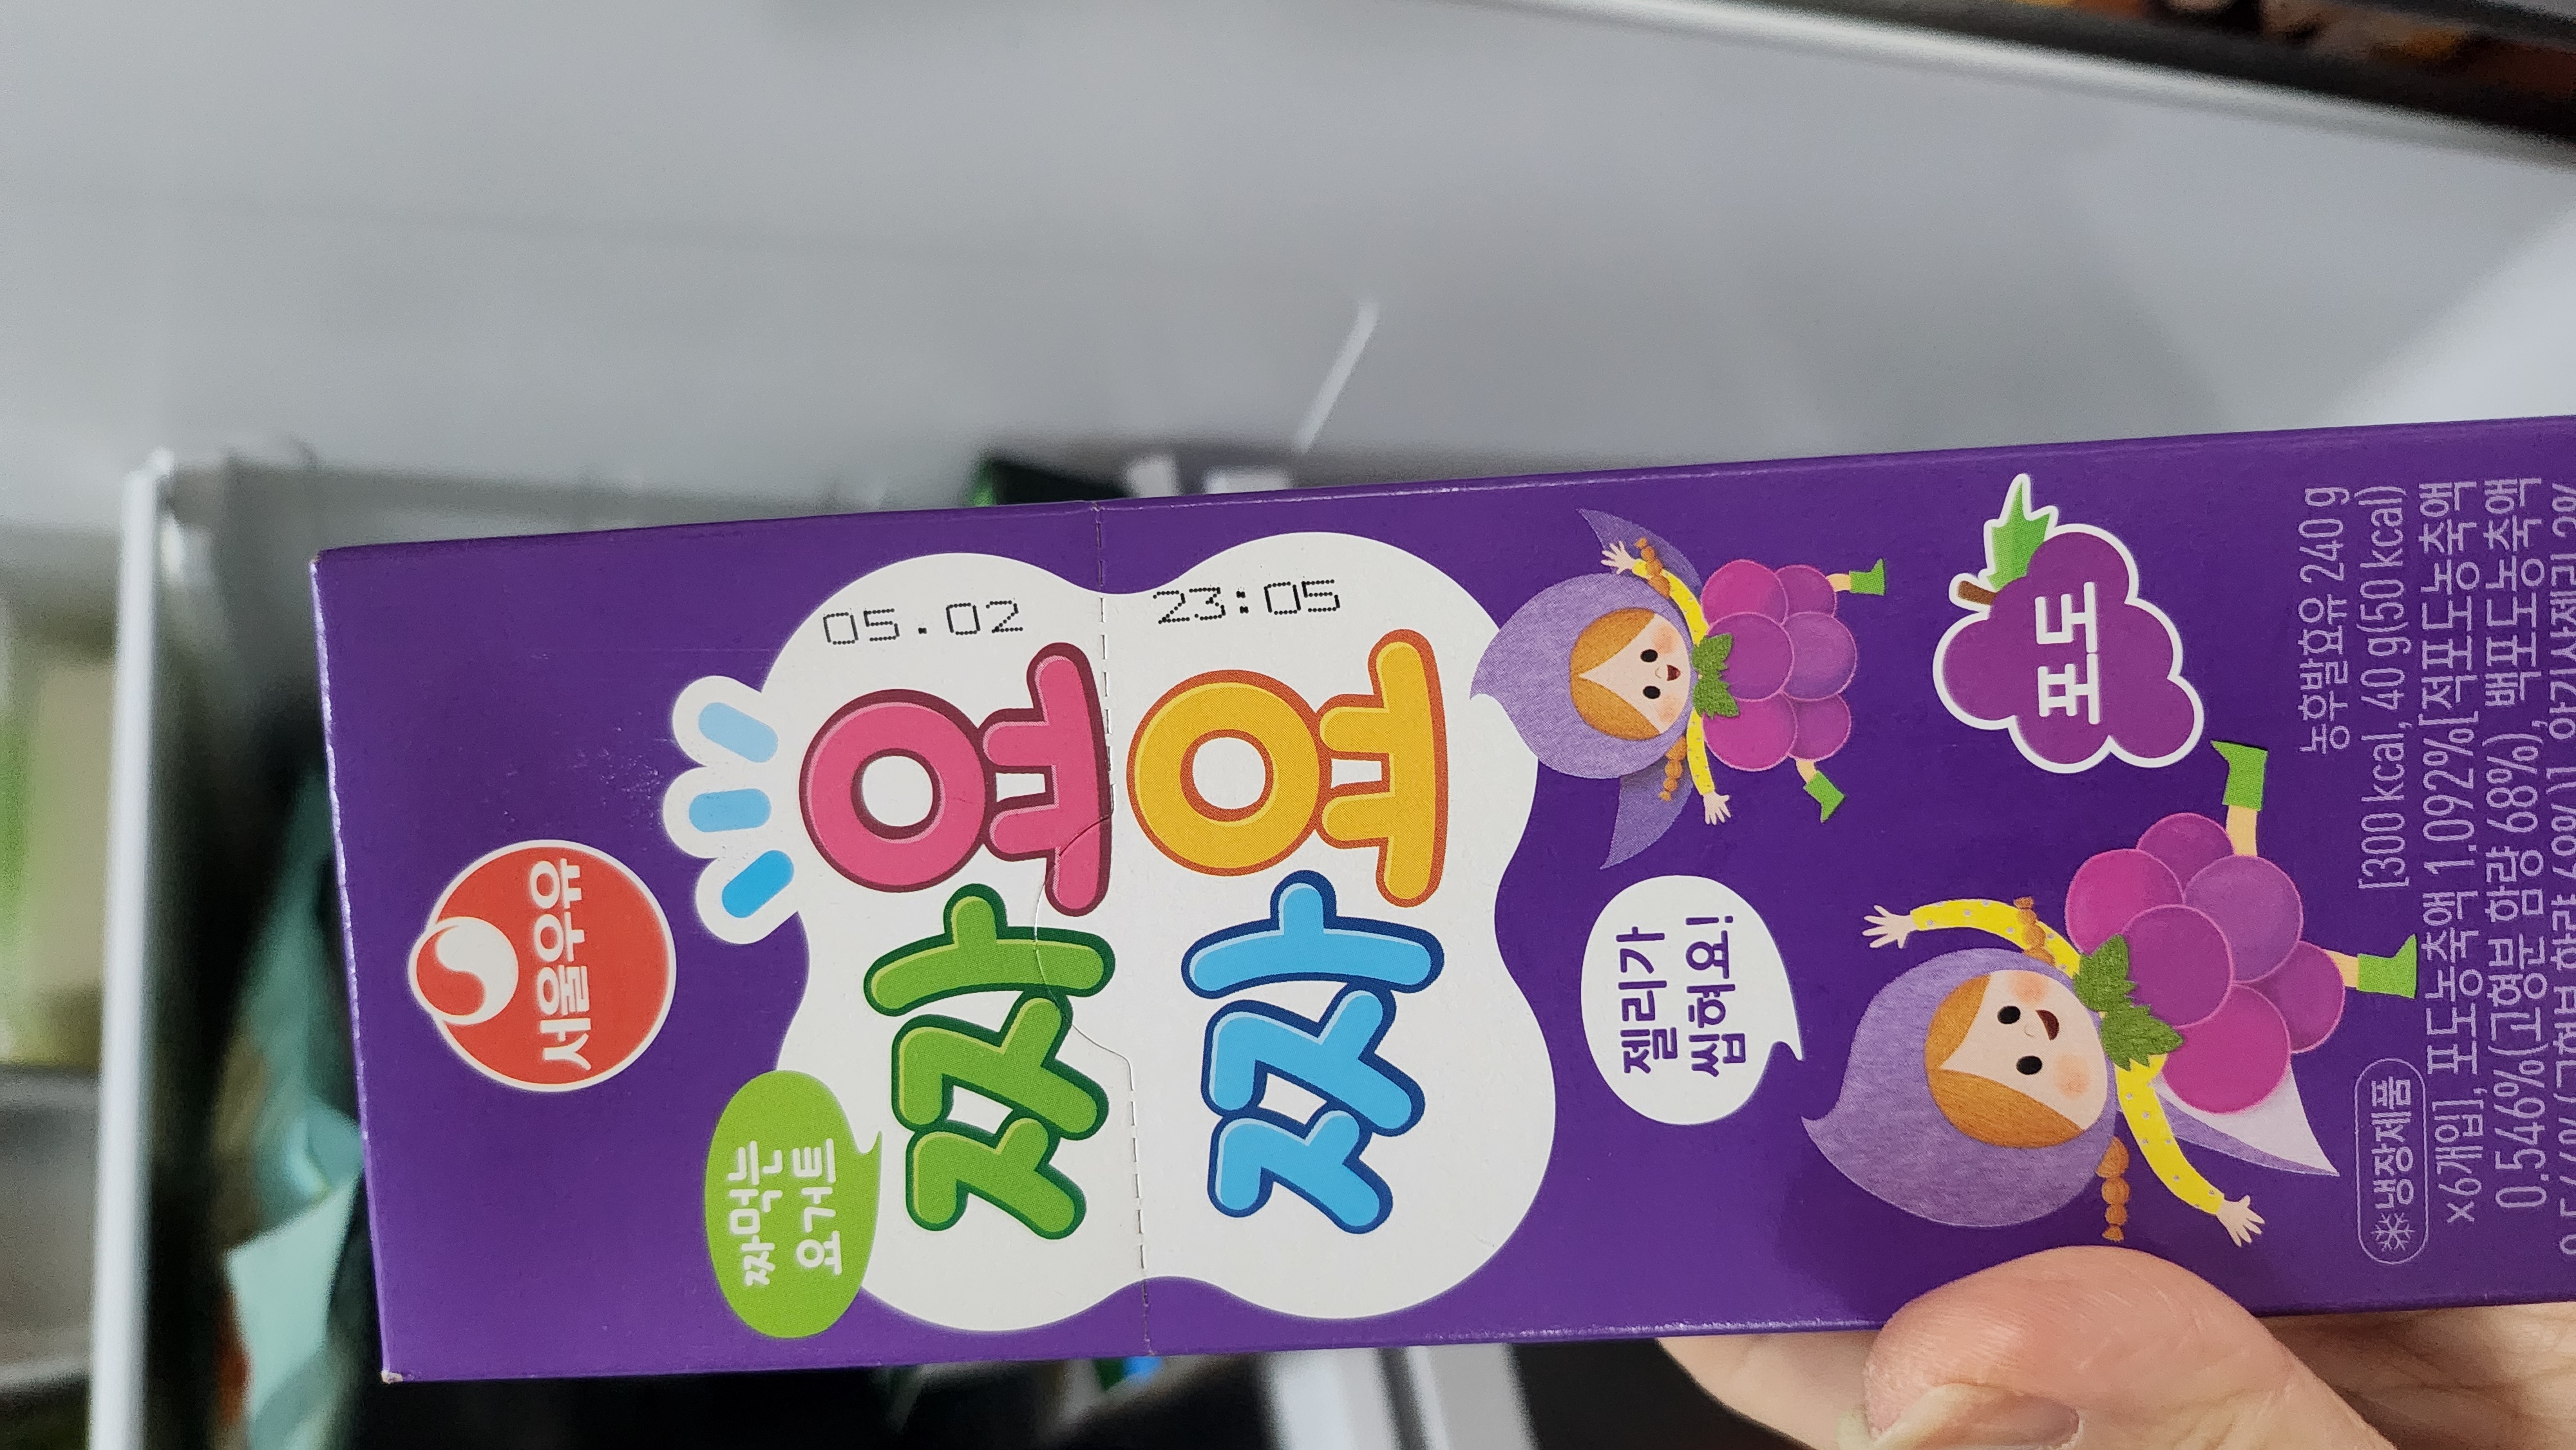 서울우유
짜먹는
요거트
짜요
05.02
짜요
23:05
젤리가
씹혀요!
포도
농후발효유 240 g
냉장제품
[300 kcal, 40 g(50 kcal)
x 6개입], 포도농축액 1.092%[적포도농축액
0.546%(고형분 함량 68%), 백포도농축액